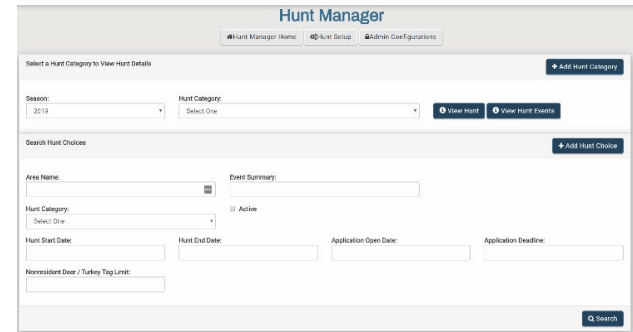 Hunt Manager
Hunt Manager Home Hunt Setup Admin Configurations
Select a Hunt Category to View Hunt Details
+ Add Hunt Category
Season: Hunt Category:
2019 Select One View Hunt View Hunt Events
Search Hunt Choices
+ Add Hunt Choice
Area Name: Event Summary:
Hunt Category:
Select One Active
Hunt Start Date: Hunt End Date: Application Open Date: Application Deadline:
Nonresident Deer / Turkey Tag Limit:
Search